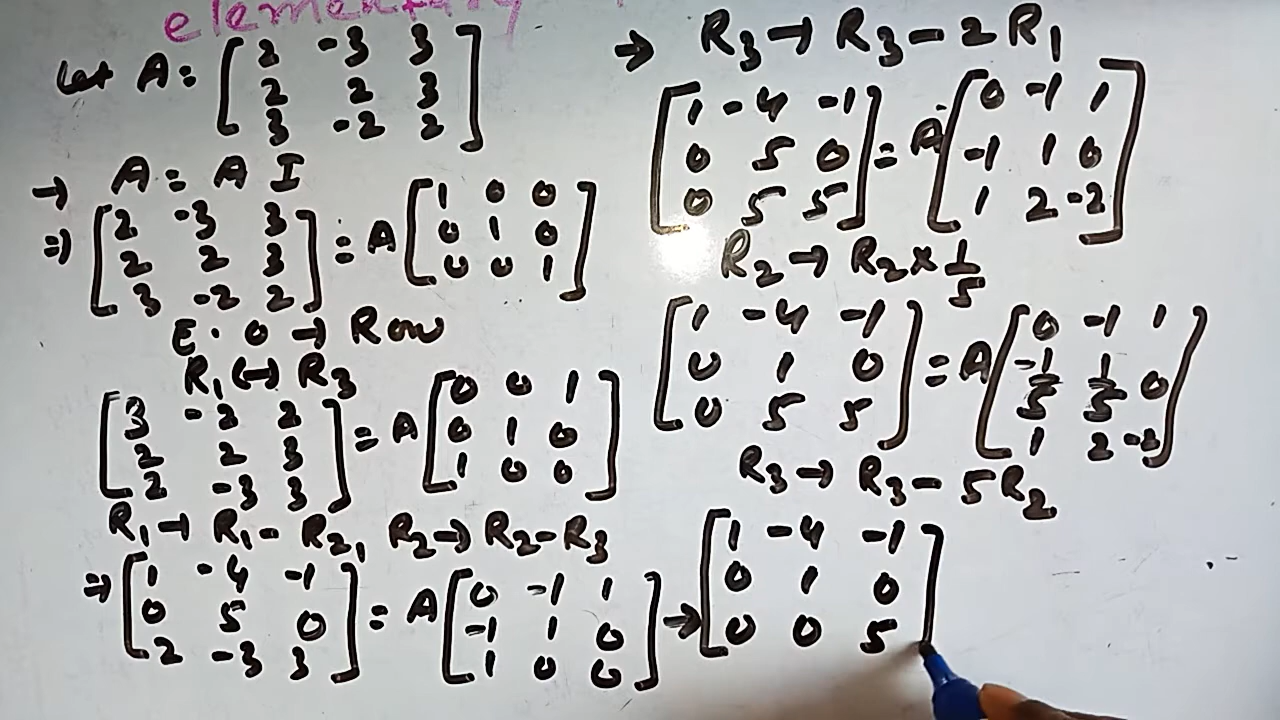 elementary
Let A = [ 2 -3 3
2 2 3
3 -2 2 ]
→ A = A I
⇒ [ 2 -3 3
2 2 3
3 -2 2 ] = A [ 1 0 0
0 1 0
0 0 1 ]
E. O → Row
R₁ ↔ R₃
[ 3 -2 2
2 2 3
2 -3 3 ] = A [ 0 0 1
0 1 0
1 0 0 ]
R₁ → R₁ - R₂, R₂ → R₂ - R₃
⇒ [ 1 -4 -1
0 5 0
2 -3 3 ] = A [ 0 -1 1
-1 1 0
1 0 0 ]
→ R₃ → R₃ - 2R₁
[ 1 -4 -1
0 5 0
0 5 5 ] = A [ 0 -1 1
-1 1 0
1 2 -2 ]
R₂ → R₂ × 1/5
[ 1 -4 -1
0 1 0
0 5 5 ] = A [ 0 -1 1
-1/5 1/5 0
1 2 -2 ]
R₃ → R₃ - 5R₂
→ [ 1 -4 -1
0 1 0
0 0 5 ]